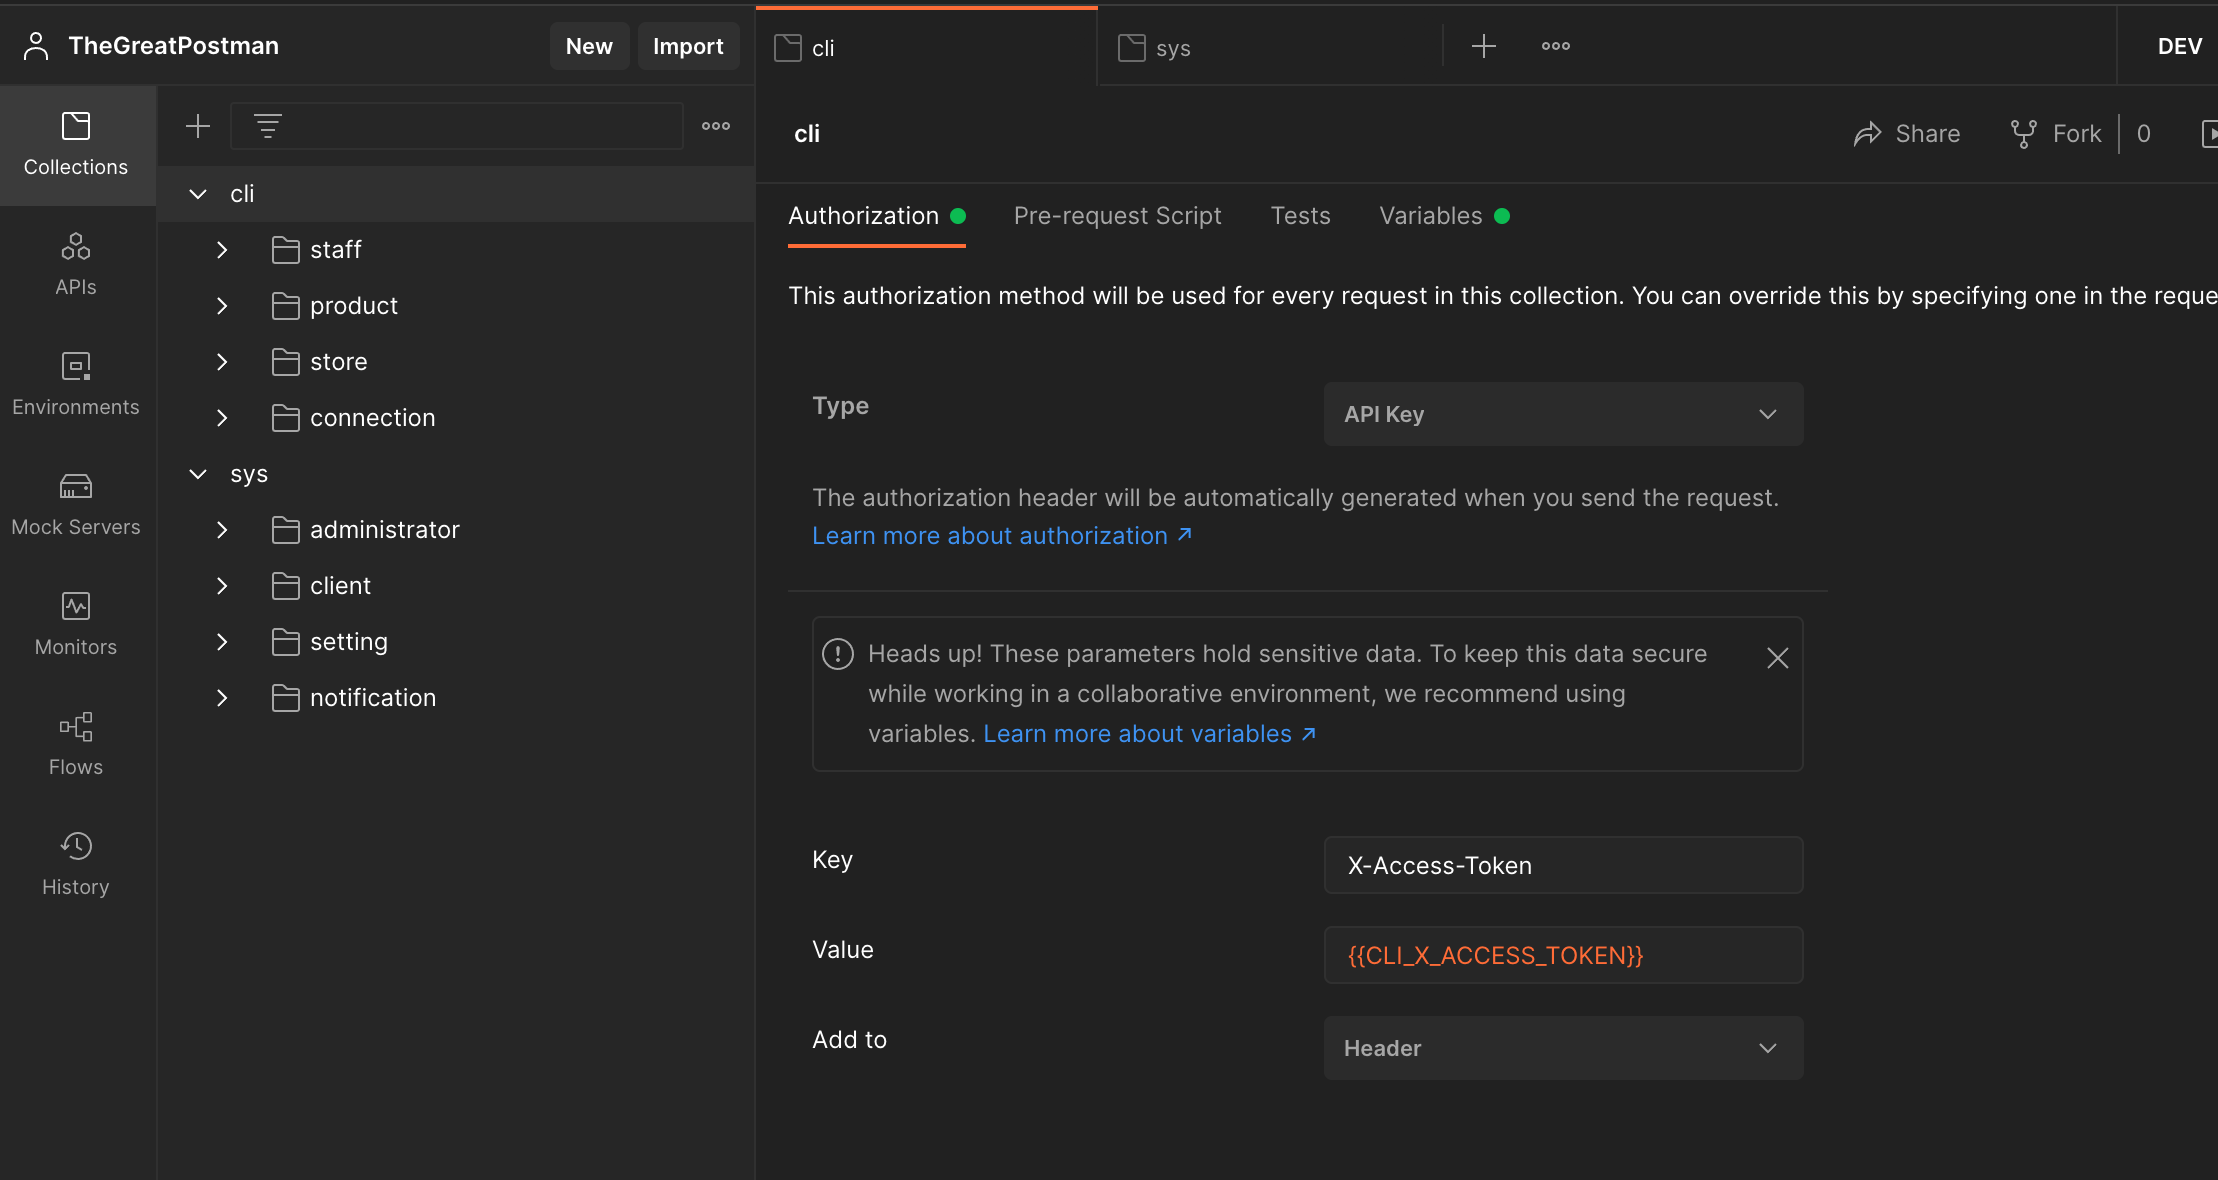 TheGreatPostman
New
Import
cli
sys
DEV
Collections
APIs
Environments
Mock Servers
Monitors
Flows
History
cli
staff
product
store
connection
sys
administrator
client
setting
notification
cli
Share
Fork
0
Authorization
Pre-request Script
Tests
Variables
This authorization method will be used for every request in this collection. You can override this by specifying one in the reque
Type
API Key
The authorization header will be automatically generated when you send the request.
Learn more about authorization ↗
Heads up! These parameters hold sensitive data. To keep this data secure
while working in a collaborative environment, we recommend using
variables. Learn more about variables ↗
Key
X-Access-Token
Value
{{CLI_X_ACCESS_TOKEN}}
Add to
Header